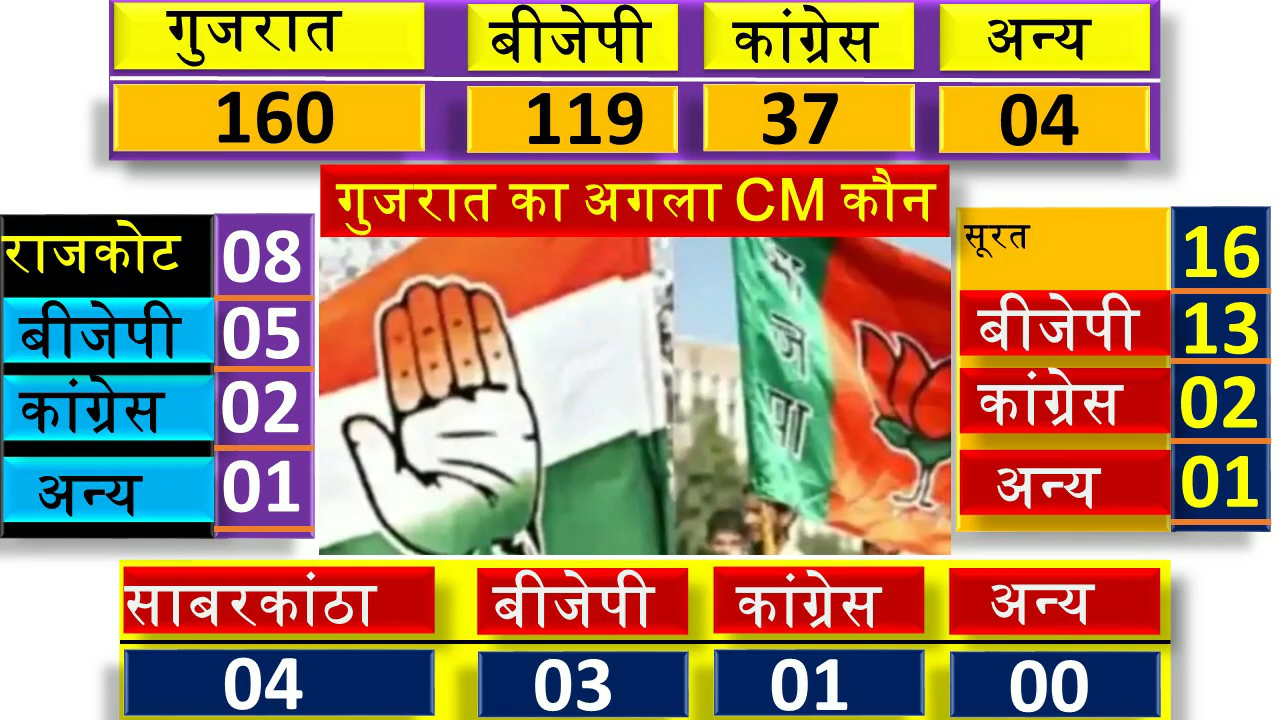 गुजरात बीजेपी कांग्रेस अन्य
160 119 37 04
गुजरात का अगला CM कौन
राजकोट 08
बीजेपी 05
कांग्रेस 02
अन्य 01
सूरत 16
बीजेपी 13
कांग्रेस 02
अन्य 01
साबरकांठा बीजेपी कांग्रेस अन्य
04 03 01 00